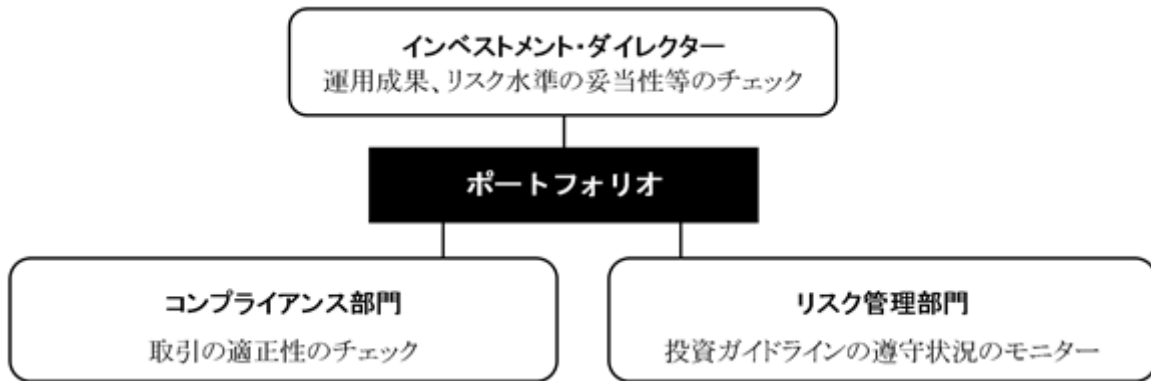 インベストメント・ダイレクター
運用成果、リスク水準の妥当性等のチェック
ポートフォリオ
コンプライアンス部門
取引の適正性のチェック
リスク管理部門
投資ガイドラインの遵守状況のモニター